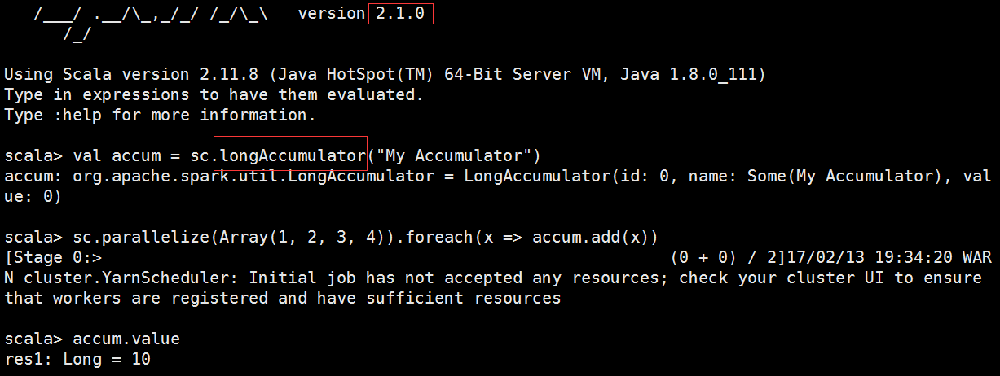 /___/ .__/\_,_/_/ /_/\_\   version 2.1.0
/_/
Using Scala version 2.11.8 (Java HotSpot(TM) 64-Bit Server VM, Java 1.8.0_111)
Type in expressions to have them evaluated.
Type :help for more information.
scala> val accum = sc.longAccumulator("My Accumulator")
accum: org.apache.spark.util.LongAccumulator = LongAccumulator(id: 0, name: Some(My Accumulator), val
ue: 0)
scala> sc.parallelize(Array(1, 2, 3, 4)).foreach(x => accum.add(x))
[Stage 0:>                                                          (0 + 0) / 2]17/02/13 19:34:20 WAR
N cluster.YarnScheduler: Initial job has not accepted any resources; check your cluster UI to ensure
that workers are registered and have sufficient resources
scala> accum.value
res1: Long = 10